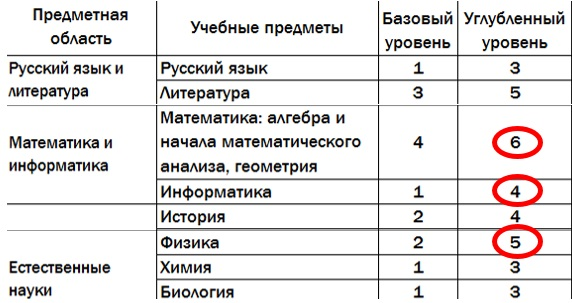 Предметная область Учебные предметы Базовый уровень Углубленный уровень
Русский язык и литература Русский язык 1 3
Литература 3 5
Математика и информатика Математика: алгебра и начала математического анализа, геометрия 4 6
Информатика 1 4
История 2 4
Естественные науки Физика 2 5
Химия 1 3
Биология 1 3